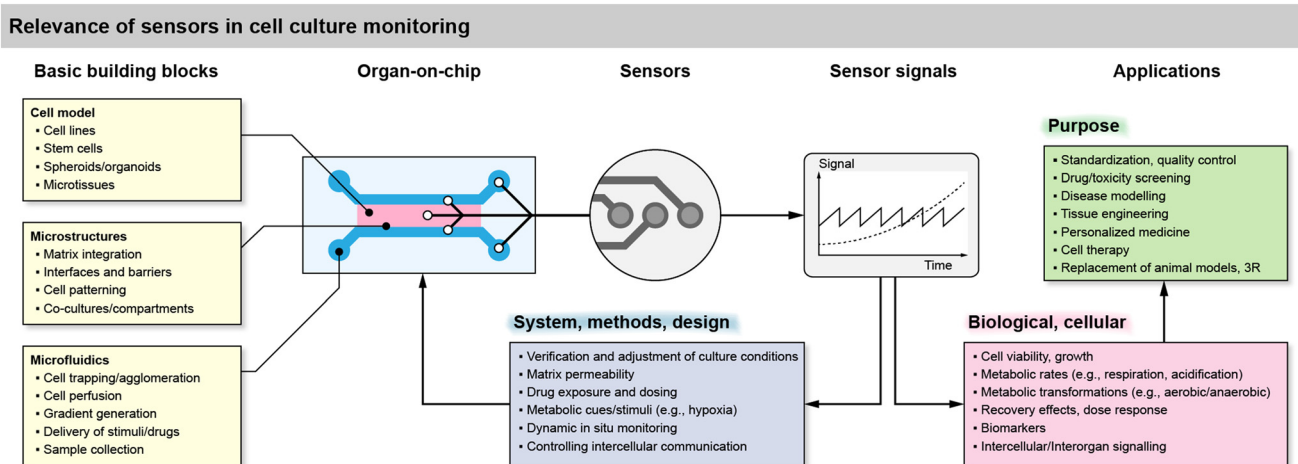 Relevance of sensors in cell culture monitoring
Basic building blocks
Organ-on-chip
Sensors
Sensor signals
Applications
Cell model
▪ Cell lines
▪ Stem cells
▪ Spheroids/organoids
▪ Microtissues
Microstructures
▪ Matrix integration
▪ Interfaces and barriers
▪ Cell patterning
▪ Co-cultures/compartments
Microfluidics
▪ Cell trapping/agglomeration
▪ Cell perfusion
▪ Gradient generation
▪ Delivery of stimuli/drugs
▪ Sample collection
Signal
Time
System, methods, design
▪ Verification and adjustment of culture conditions
▪ Matrix permeability
▪ Drug exposure and dosing
▪ Metabolic cues/stimuli (e.g., hypoxia)
▪ Dynamic in situ monitoring
▪ Controlling intercellular communication
Purpose
▪ Standardization, quality control
▪ Drug/toxicity screening
▪ Disease modelling
▪ Tissue engineering
▪ Personalized medicine
▪ Cell therapy
▪ Replacement of animal models, 3R
Biological, cellular
▪ Cell viability, growth
▪ Metabolic rates (e.g., respiration, acidification)
▪ Metabolic transformations (e.g., aerobic/anaerobic)
▪ Recovery effects, dose response
▪ Biomarkers
▪ Intercellular/Interorgan signalling